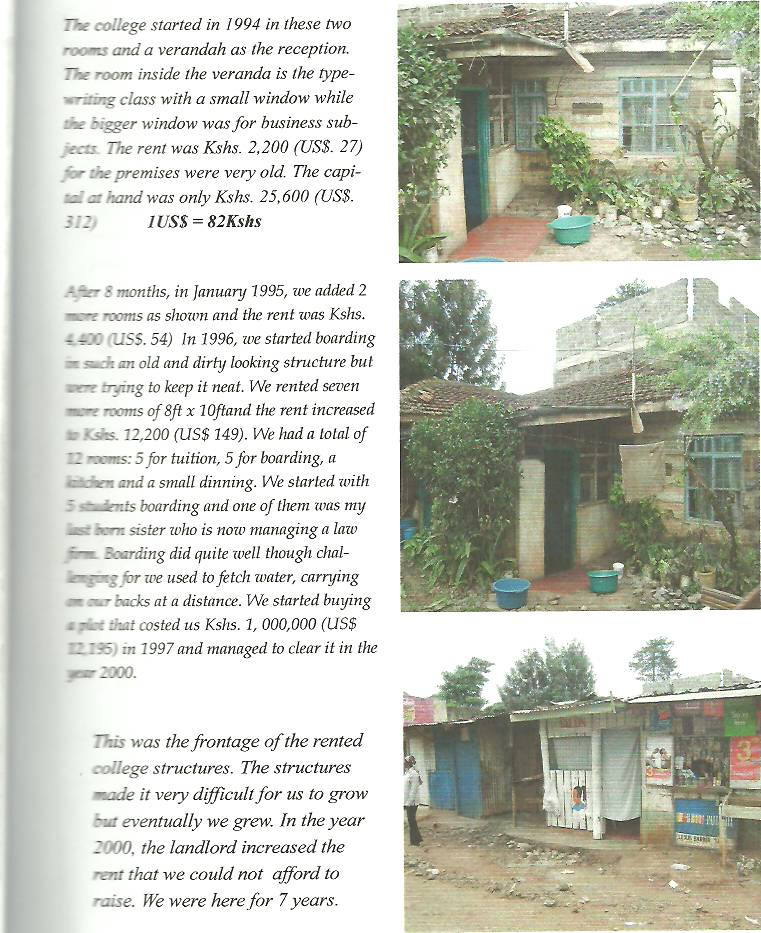 The college started in 1994 in these two
rooms and a verandah as the reception.
The room inside the veranda is the type-
writing class with a small window while
the bigger window was for business sub-
jects. The rent was Kshs. 2,200 (US$. 27)
for the premises were very old. The capi-
tal at hand was only Kshs. 25,600 (US$.
312) 1US$ = 82Kshs
After 8 months, in January 1995, we added 2
more rooms as shown and the rent was Kshs.
4,400 (US$. 54) In 1996, we started boarding
in such an old and dirty looking structure but
were trying to keep it neat. We rented seven
more rooms of 8ft x 10ftand the rent increased
to Kshs. 12,200 (US$ 149). We had a total of
12 rooms: 5 for tuition, 5 for boarding, a
kitchen and a small dinning. We started with
5 students boarding and one of them was my
last born sister who is now managing a law
firm. Boarding did quite well though chal-
lenging for we used to fetch water, carrying
on our backs at a distance. We started buying
a plot that costed us Kshs. 1, 000,000 (US$
12,195) in 1997 and managed to clear it in the
year 2000.
This was the frontage of the rented
college structures. The structures
made it very difficult for us to grow
but eventually we grew. In the year
2000, the landlord increased the
rent that we could not afford to
raise. We were here for 7 years.
SALON
3
3